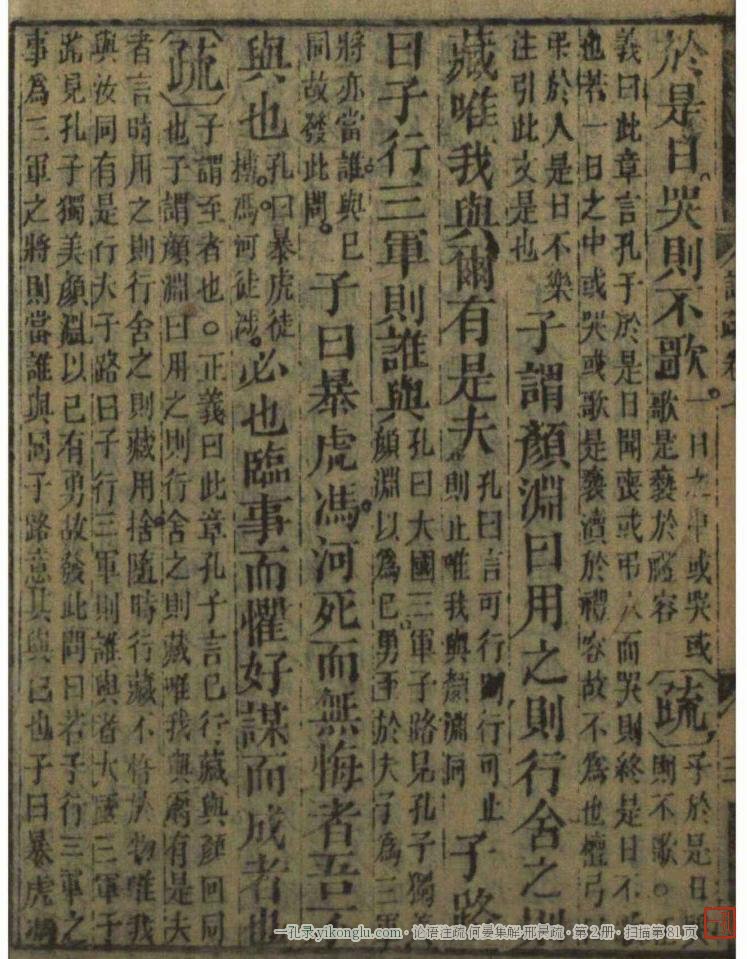 於是日。哭則不歌。一日之中或哭或
歌是褻於禮容
疏
子於是日哭
則不歌。
義曰此章言孔子於是日聞喪或弔人而哭則終是日不
也若一日之中或哭或歌是褻瀆於禮容故不為也檀弓
弔於人是日不樂
注引此文是也
子謂顏淵曰用之則行舍之則
藏唯我與爾有是夫
孔曰言可行則行可止
則止唯我與顏淵同
子路
曰子行三軍則誰與
孔曰大國三軍子路見孔子獨美
顏淵以為己勇至於夫子為三軍
將亦當誰與己
同故發此問。
子曰暴虎馮河。死而無悔者吾不
與也
孔曰暴虎徒
搏。馮河徒涉。
必也臨事而懼好謀而成者也
疏
子謂至者也。○正義曰此章孔子言己行藏與顏回同
也子謂顏淵曰用之則行舍之則藏唯我與爾有是夫
者言時用之則行舍之則藏用捨隨時行藏不忤於物唯我
與汝同有是行夫子路曰子行三軍則誰與者大國三軍子
路見孔子獨美顏淵以己有勇故發此問曰若子行三軍之
事為三軍之將則當誰與同子路意其與己也子曰暴虎馮
一孔录yikonglu.com·论语注疏.何晏集解.邢昺疏·第2册·扫描第81页